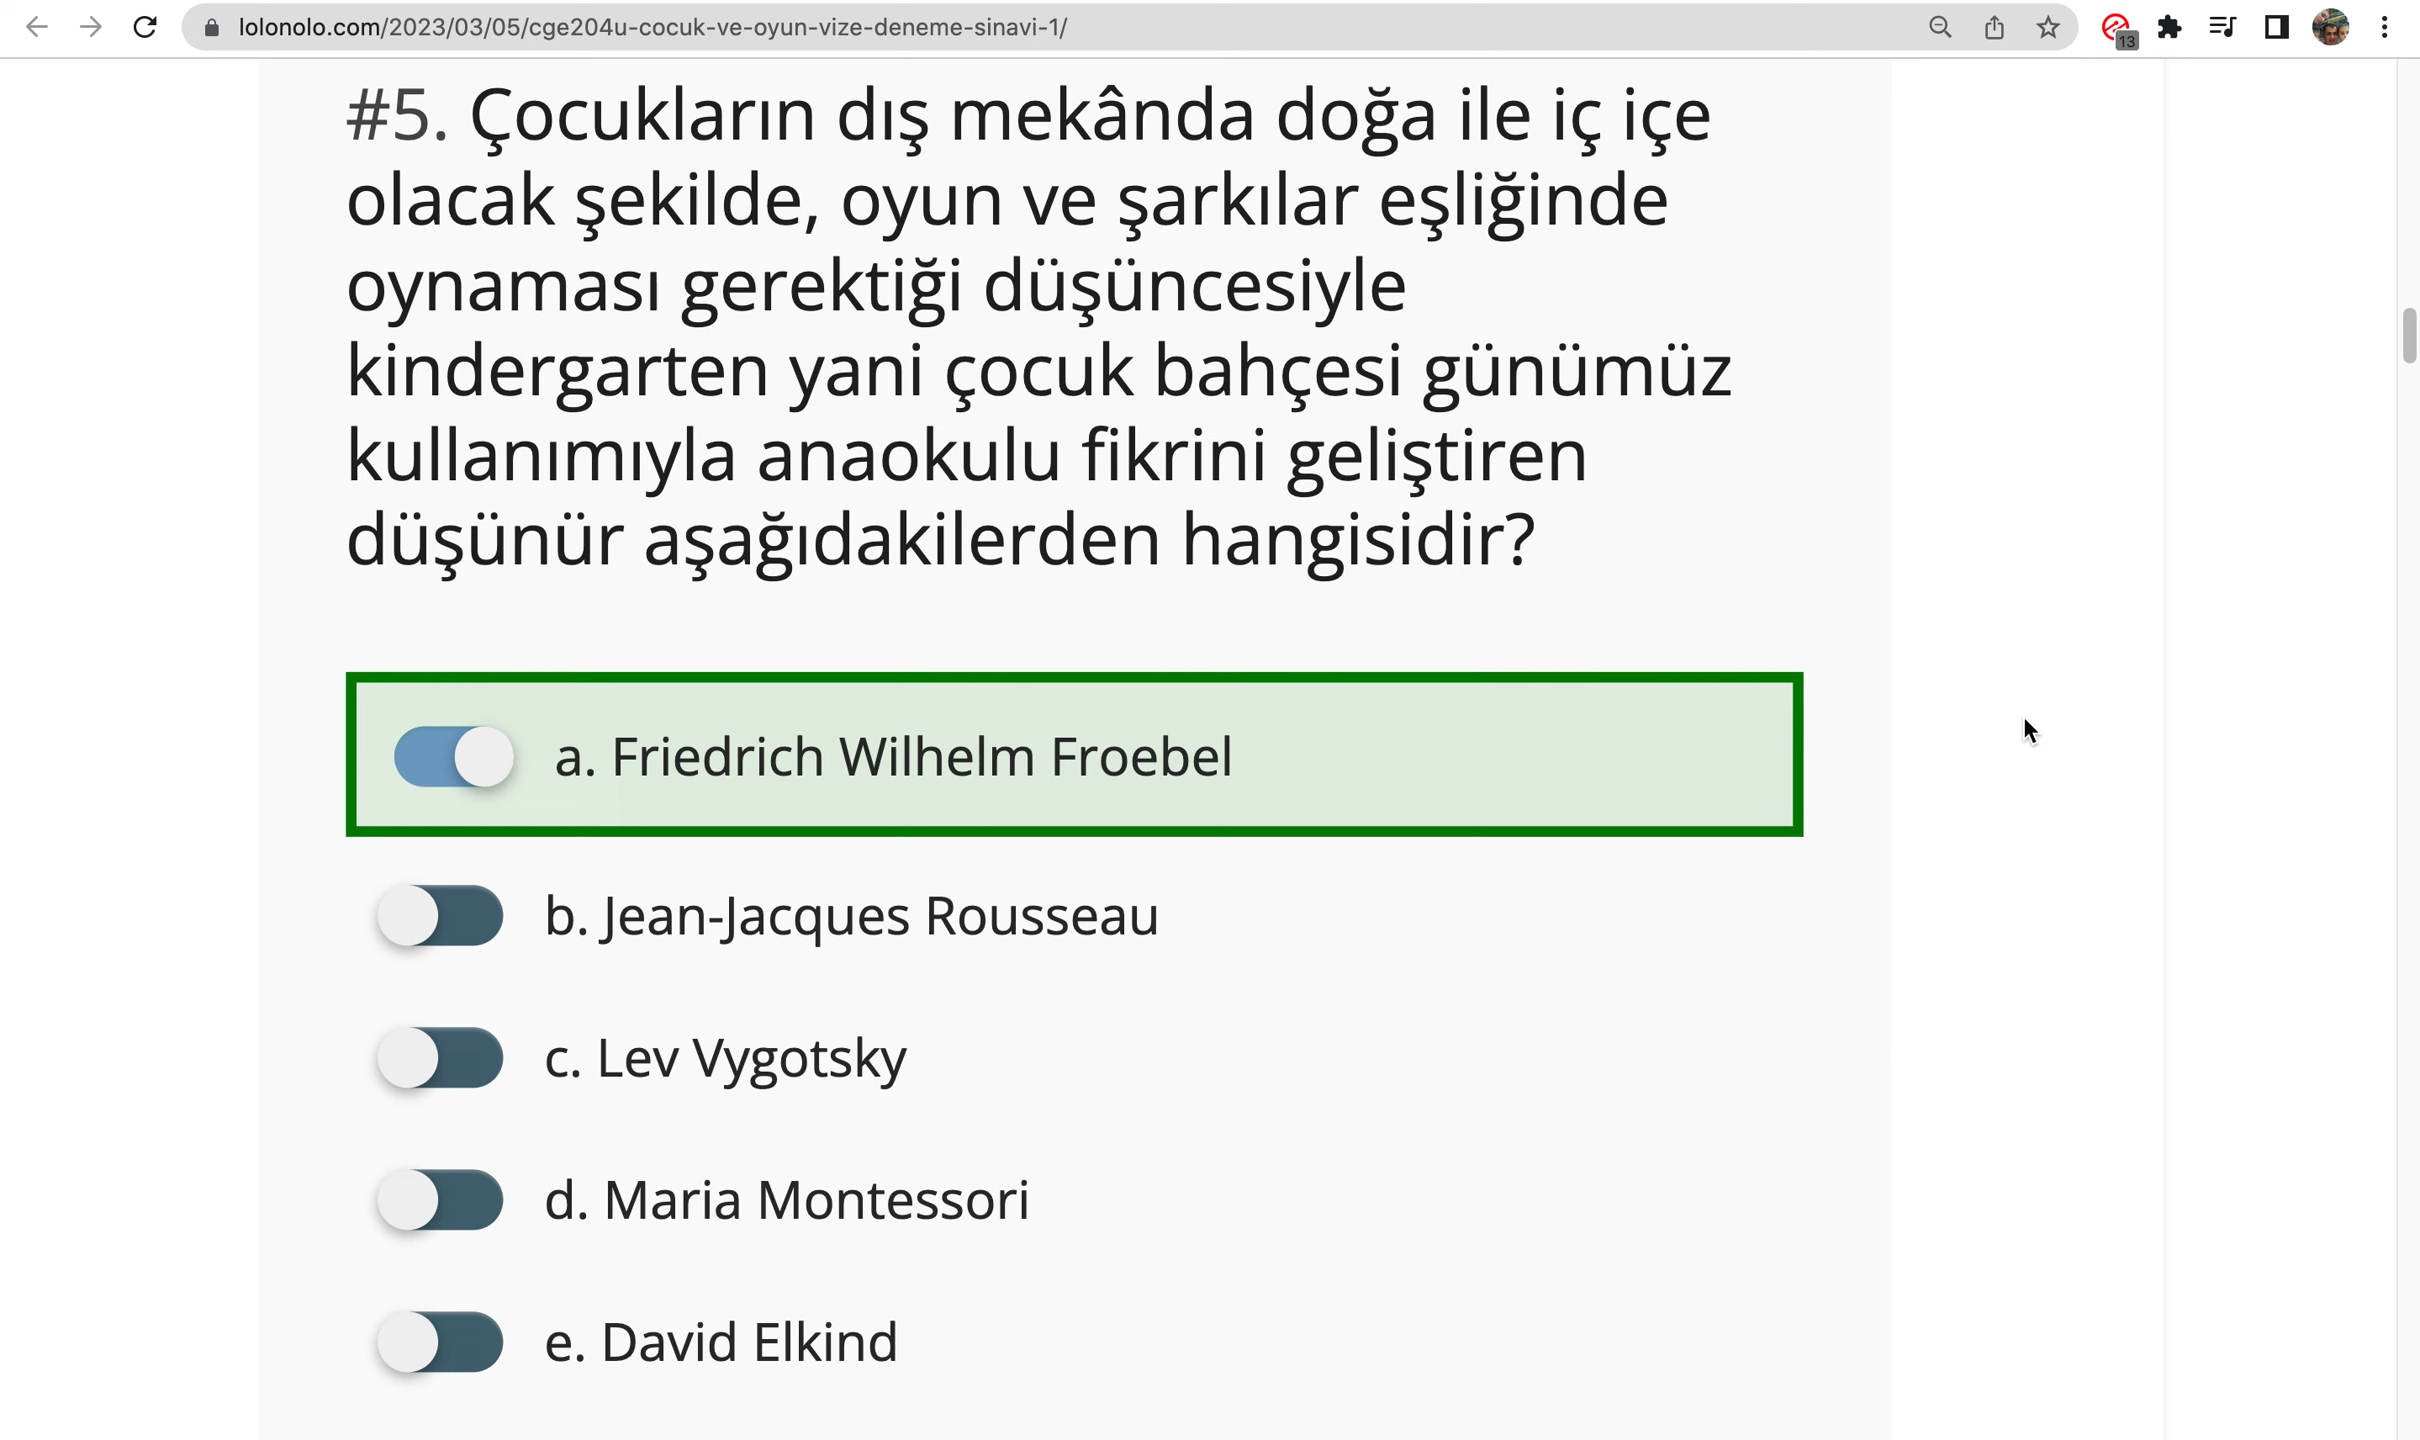 lolonolo.com/2023/03/05/cge204u-cocuk-ve-oyun-vize-deneme-sinavi-1/
13
#5. Çocukların dış mekânda doğa ile iç içe
olacak şekilde, oyun ve şarkılar eşliğinde
oynaması gerektiği düşüncesiyle
kindergarten yani çocuk bahçesi günümüz
kullanımıyla anaokulu fikrini geliştiren
düşünür aşağıdakilerden hangisidir?
a. Friedrich Wilhelm Froebel
b. Jean-Jacques Rousseau
c. Lev Vygotsky
d. Maria Montessori
e. David Elkind